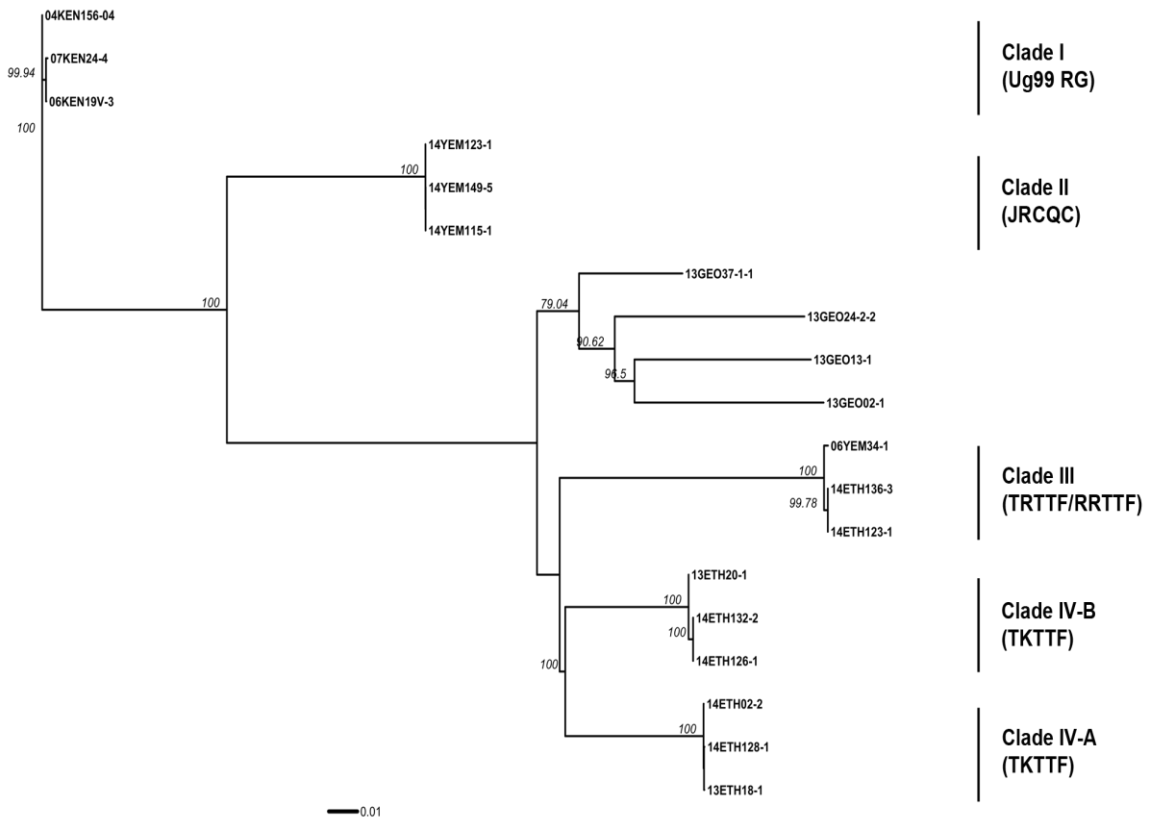 04KEN156-04
07KEN24-4
99.94
06KEN19V-3
100
Clade I
(Ug99 RG)
14YEM123-1
100
14YEM149-5
14YEM115-1
Clade II
(JRCQC)
13GEO37-1-1
100
79.04
13GEO24-2-2
90.62
13GEO13-1
96.5
13GEO02-1
06YEM34-1
100
14ETH136-3
99.78
14ETH123-1
Clade III
(TRTTF/RRTTF)
13ETH20-1
100
14ETH132-2
100
14ETH126-1
100
Clade IV-B
(TKTTF)
14ETH02-2
100
14ETH128-1
13ETH18-1
Clade IV-A
(TKTTF)
0.01